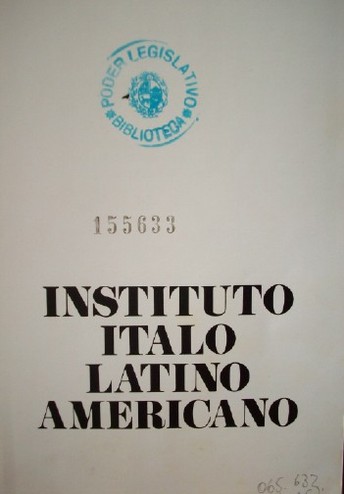 PODER LEGISLATIVO
BIBLIOTECA
155633
INSTITUTO
ITALO
LATINO
AMERICANO